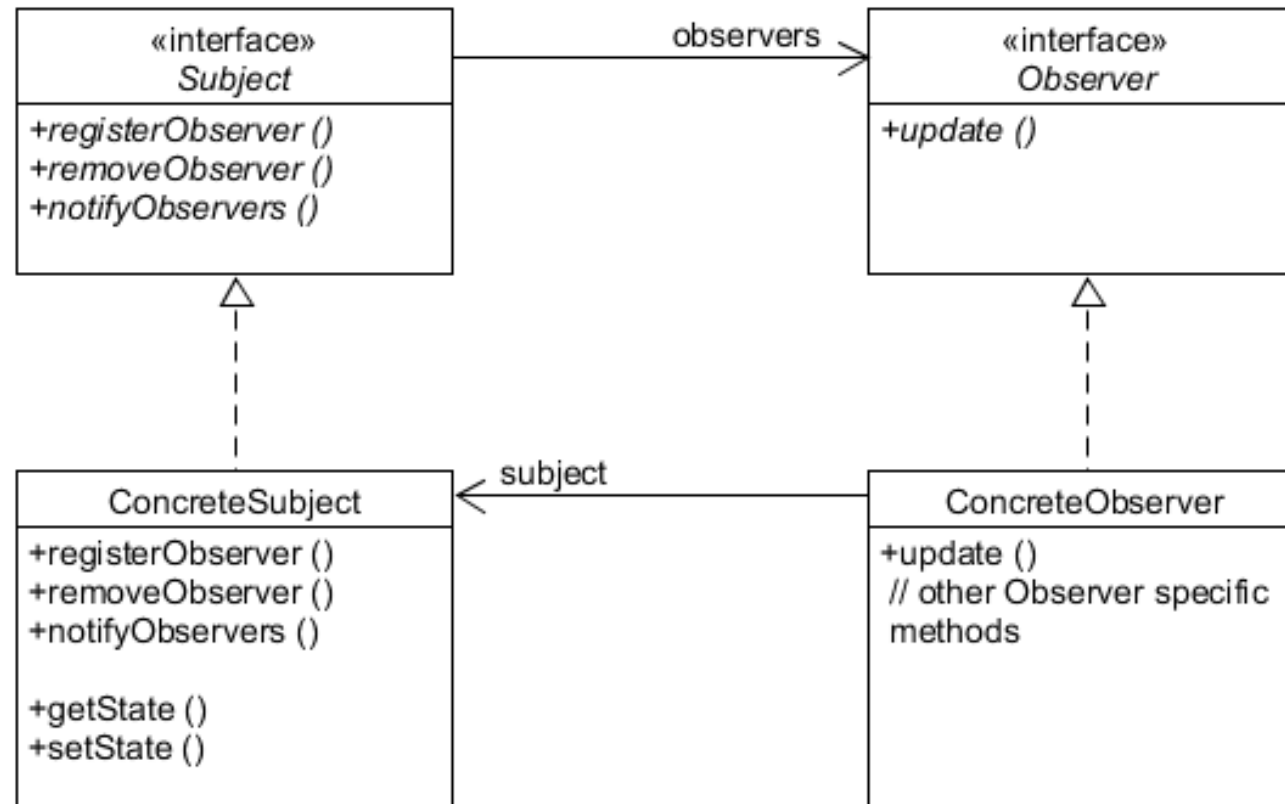 «interface»
Subject
+registerObserver ()
+removeObserver ()
+notifyObservers ()
observers
«interface»
Observer
+update ()
ConcreteSubject
+registerObserver ()
+removeObserver ()
+notifyObservers ()
+getState ()
+setState ()
subject
ConcreteObserver
+update ()
// other Observer specific
methods